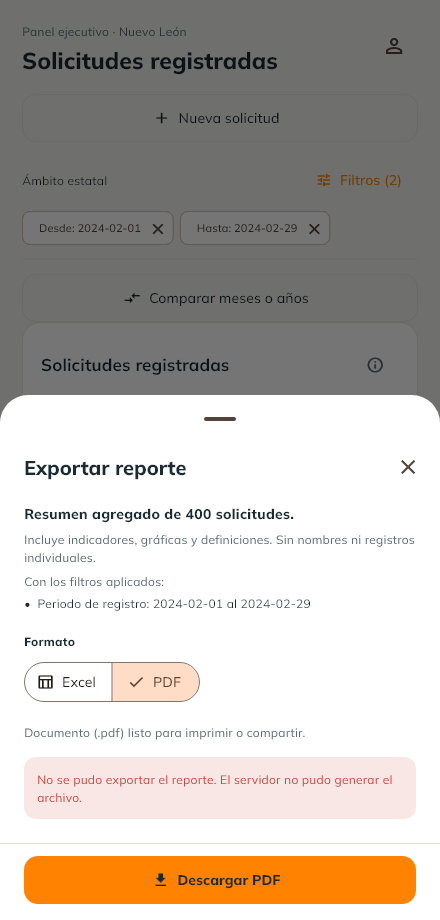 Panel ejecutivo · Nuevo León
Solicitudes registradas
Nueva solicitud
Ámbito estatal
Filtros (2)
Desde: 2024-02-01
Hasta: 2024-02-29
Comparar meses o años
Solicitudes registradas
Exportar reporte
Resumen agregado de 400 solicitudes.
Incluye indicadores, gráficas y definiciones. Sin nombres ni registros
individuales.
Con los filtros aplicados:
• Periodo de registro: 2024-02-01 al 2024-02-29
Formato
Excel
PDF
Documento (.pdf) listo para imprimir o compartir.
No se pudo exportar el reporte. El servidor no pudo generar el
archivo.
Descargar PDF